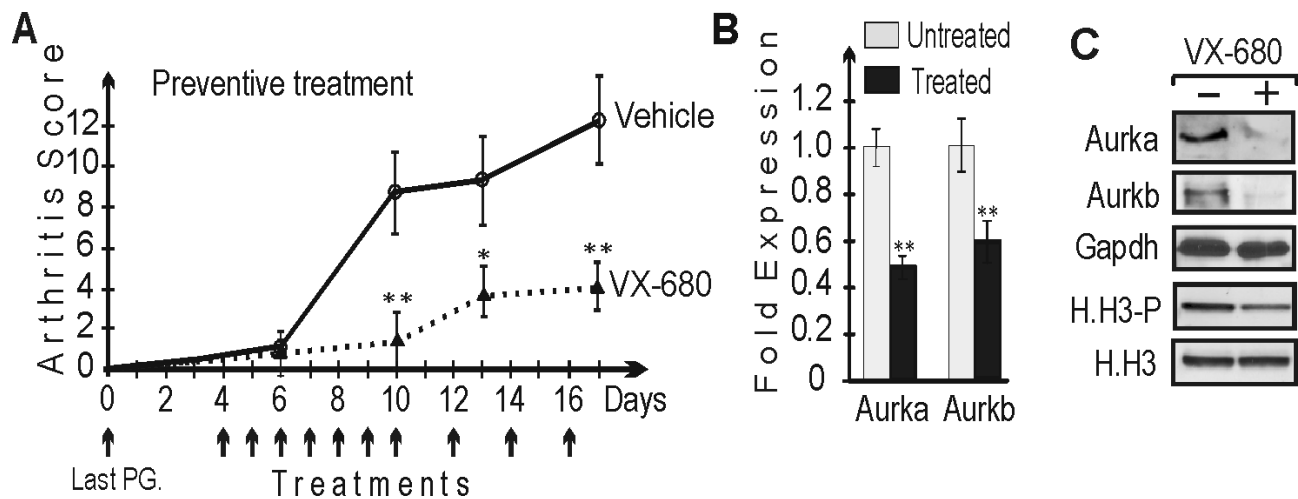 A
Arthritis Score
Preventive treatment
12
10
8
6
4
2
0
Vehicle
**
*
**
VX-680
0 2 4 6 8 10 12 14 16 Days
Last PG.
Treatments
B
Fold Expression
Untreated
Treated
1.2
1.0
0.8
0.6
0.4
0.2
0
**
**
Aurka Aurkb
C
VX-680
– +
Aurka
Aurkb
Gapdh
H.H3-P
H.H3